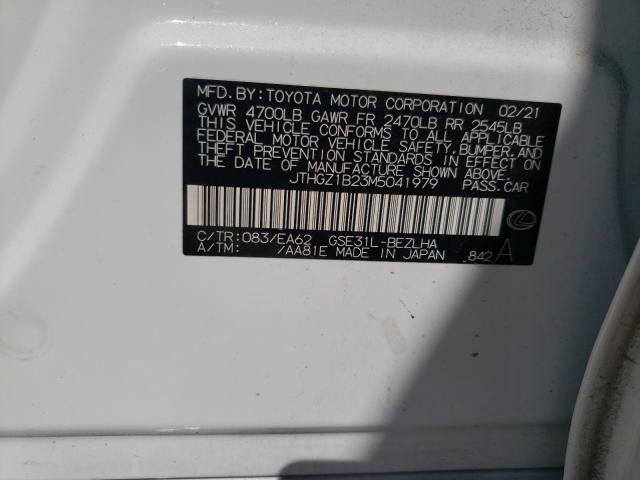 MFD. BY: TOYOTA MOTOR CORPORATION 02/21
GVWR 4700LB GAWR FR 2470LB RR 2545LB
THIS VEHICLE CONFORMS TO ALL APPLICABLE
FEDERAL MOTOR VEHICLE SAFETY, BUMPER, AND
THEFT PREVENTION STANDARDS IN EFFECT ON
THE DATE OF MANUFACTURE SHOWN ABOVE.
JTHGZ1B23M5041979 PASS.CAR
C/TR: 083/EA62 GSE31L-BEZLHA
A/TM: /AA81E MADE IN JAPAN 842 A